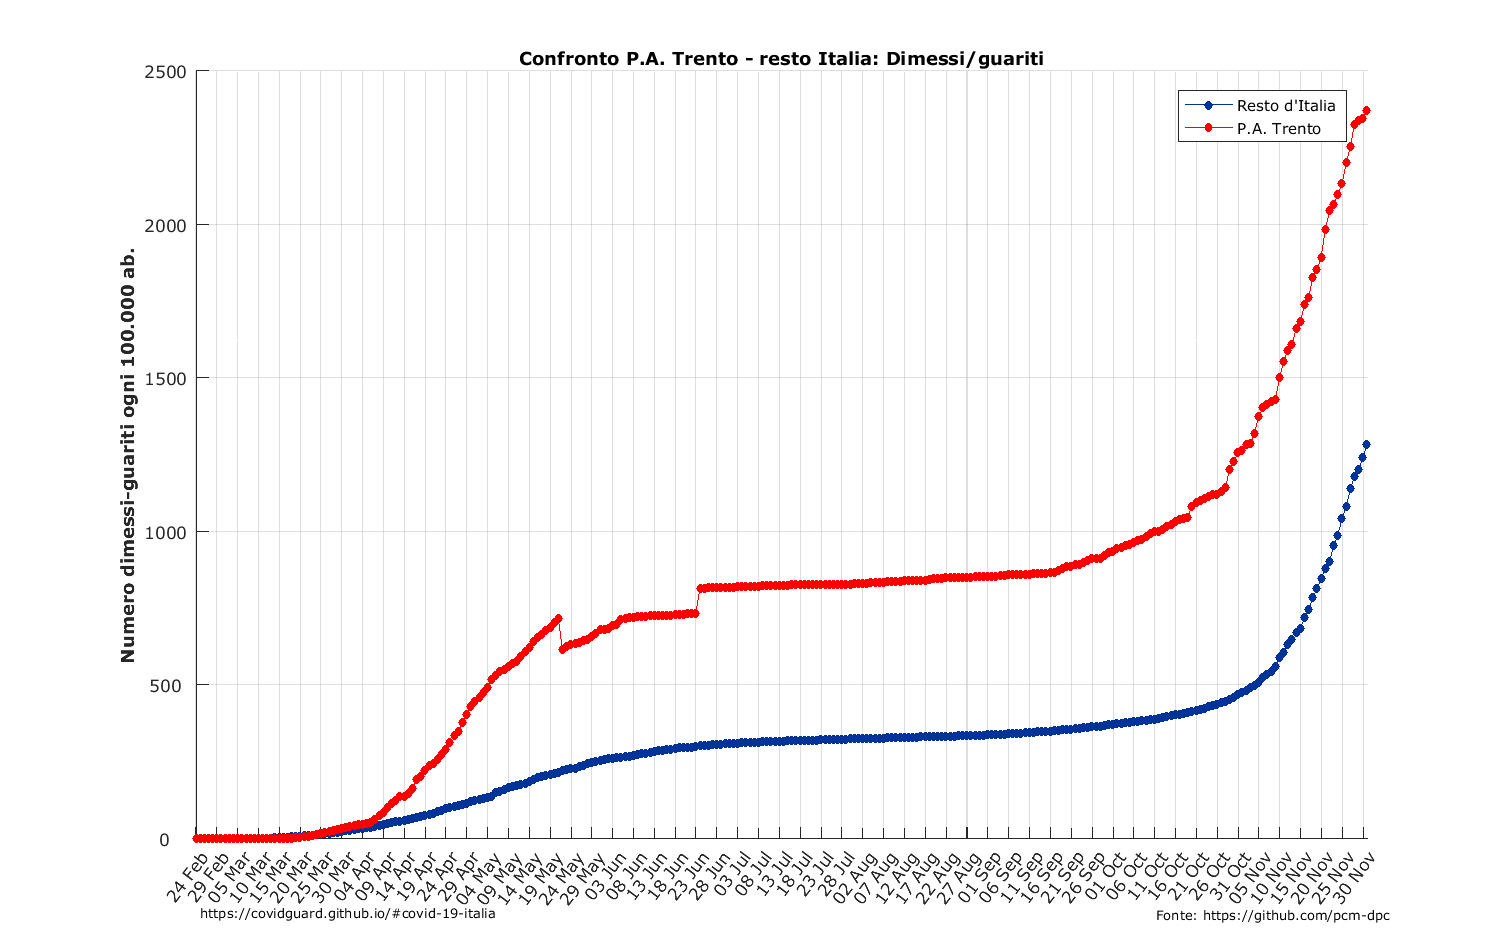 Confronto P.A. Trento - resto Italia: Dimessi/guariti
Resto d'Italia
P.A. Trento
Numero dimessi-guariti ogni 100.000 ab.
2500
2000
1500
1000
500
0
24 Feb
29 Feb
05 Mar
10 Mar
15 Mar
20 Mar
25 Mar
30 Mar
04 Apr
09 Apr
14 Apr
19 Apr
24 Apr
29 Apr
04 May
09 May
14 May
19 May
24 May
29 May
03 Jun
08 Jun
13 Jun
18 Jun
23 Jun
28 Jun
03 Jul
08 Jul
13 Jul
18 Jul
23 Jul
28 Jul
02 Aug
07 Aug
12 Aug
17 Aug
22 Aug
27 Aug
01 Sep
06 Sep
11 Sep
16 Sep
21 Sep
26 Sep
01 Oct
06 Oct
11 Oct
16 Oct
21 Oct
26 Oct
31 Oct
05 Nov
10 Nov
15 Nov
20 Nov
25 Nov
30 Nov
https://covidguard.github.io/#covid-19-italia
Fonte: https://github.com/pcm-dpc